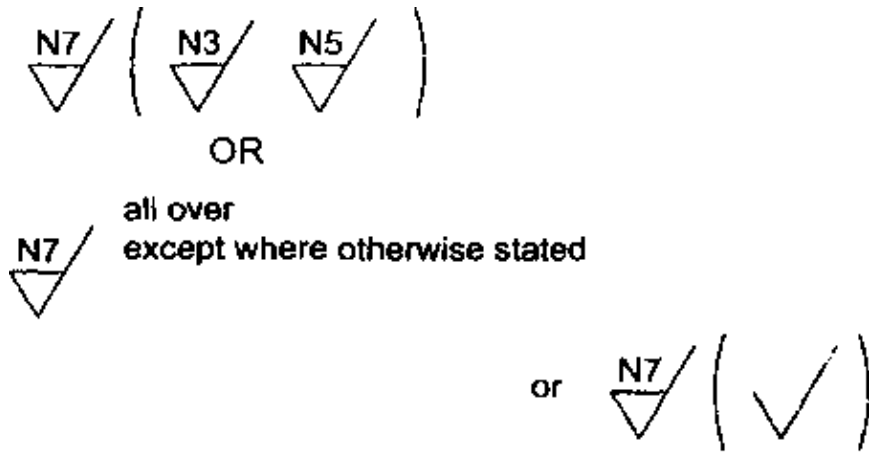 N7 ( N3 N5 )
OR
all over
N7 except where otherwise stated
or N7 ( )